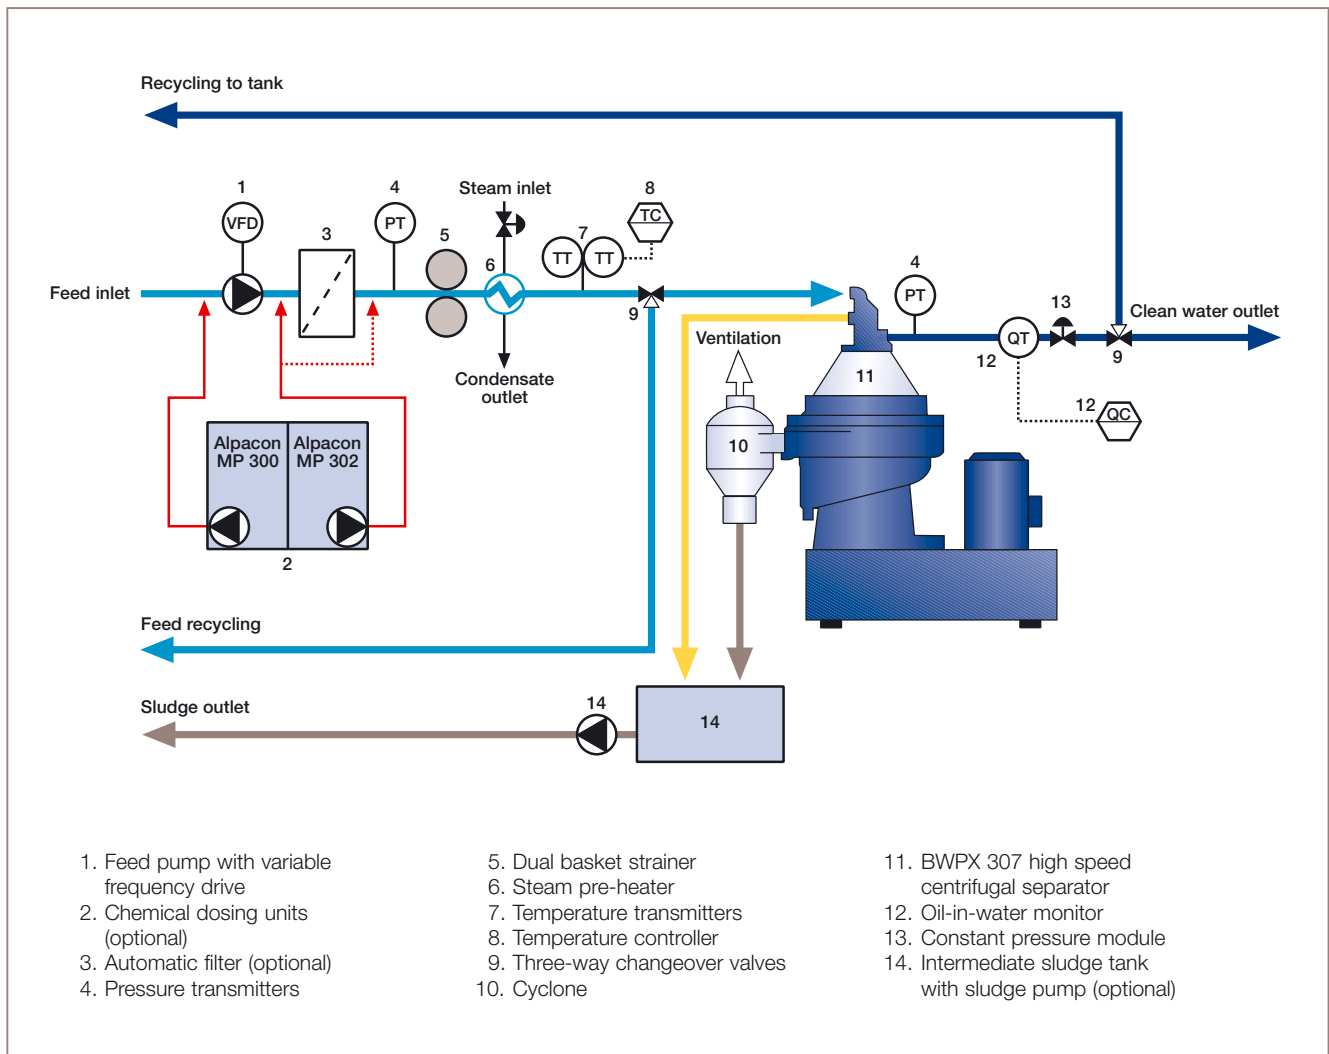 Recycling to tank
1
4
Steam inlet
8
VFD
PT
TC
3
5
7
6
TT
TT
4
Feed inlet
PT
13
Clean water outlet
9
Ventilation
12
QT
9
Condensate
outlet
11
12
QC
Alpacon
MP 300
Alpacon
MP 302
10
2
Feed recycling
Sludge outlet
14
14
1. Feed pump with variable
frequency drive
2. Chemical dosing units
(optional)
3. Automatic filter (optional)
4. Pressure transmitters
5. Dual basket strainer
6. Steam pre-heater
7. Temperature transmitters
8. Temperature controller
9. Three-way changeover valves
10. Cyclone
11. BWPX 307 high speed
centrifugal separator
12. Oil-in-water monitor
13. Constant pressure module
14. Intermediate sludge tank
with sludge pump (optional)